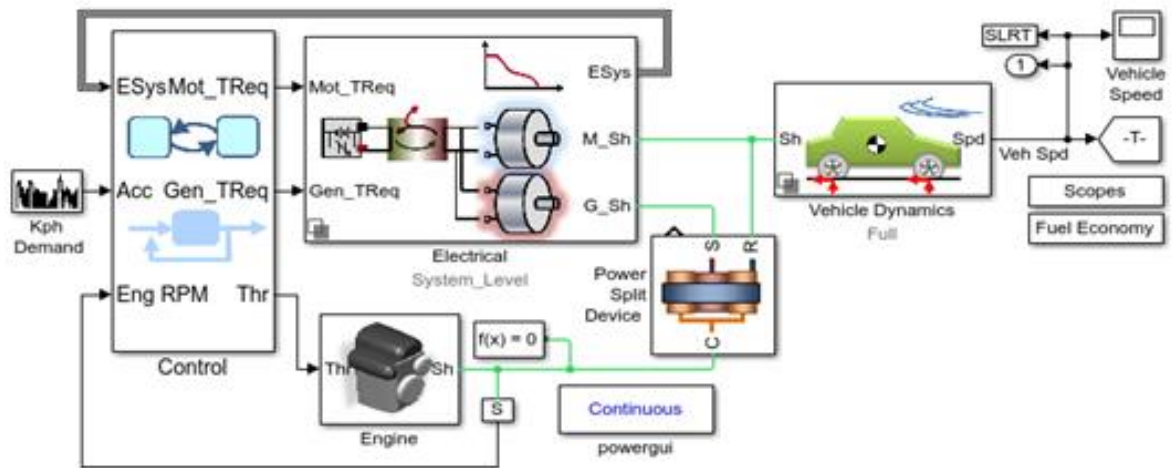 ESys
Mot_TReq
Acc
Gen_TReq
Eng RPM
Thr
Control
Kph
Demand
Mot_TReq
Gen_TReq
ESys
M_Sh
G_Sh
Electrical
System_Level
Thr
Sh
Engine
f(x) = 0
S
Continuous
powergui
Power
Split
Device
S
R
C
Sh
Spd
Vehicle Dynamics
Full
Veh Spd
SLRT
1
Vehicle
Speed
-T-
Scopes
Fuel Economy